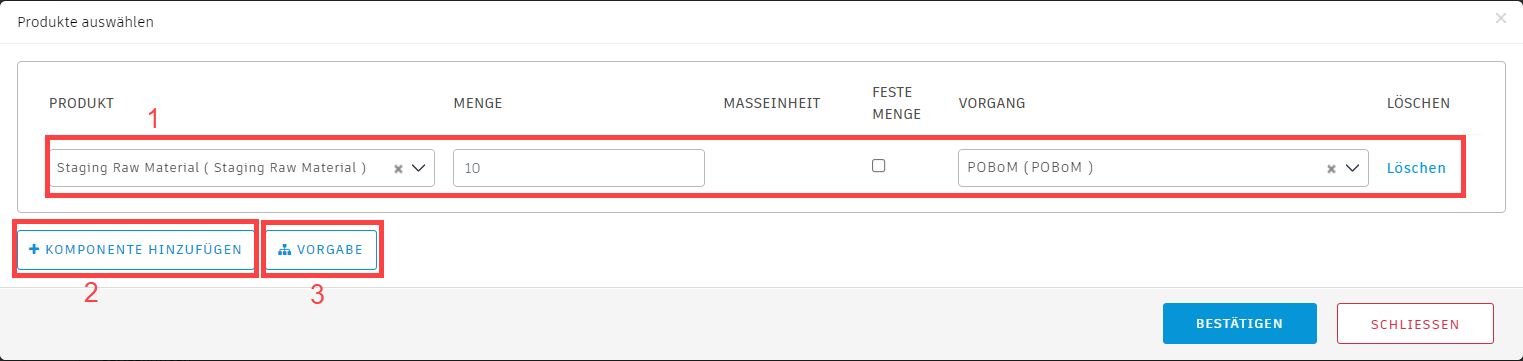 Produkte auswählen ×
PRODUKT MENGE MASSEINHEIT FESTE MENGE VORGANG LÖSCHEN
1
Staging Raw Material ( Staging Raw Material ) 10 POBoM ( POBoM ) Löschen
KOMPONENTE HINZUFÜGEN VORGABE
2 3
BESTÄTIGEN SCHLIESSEN